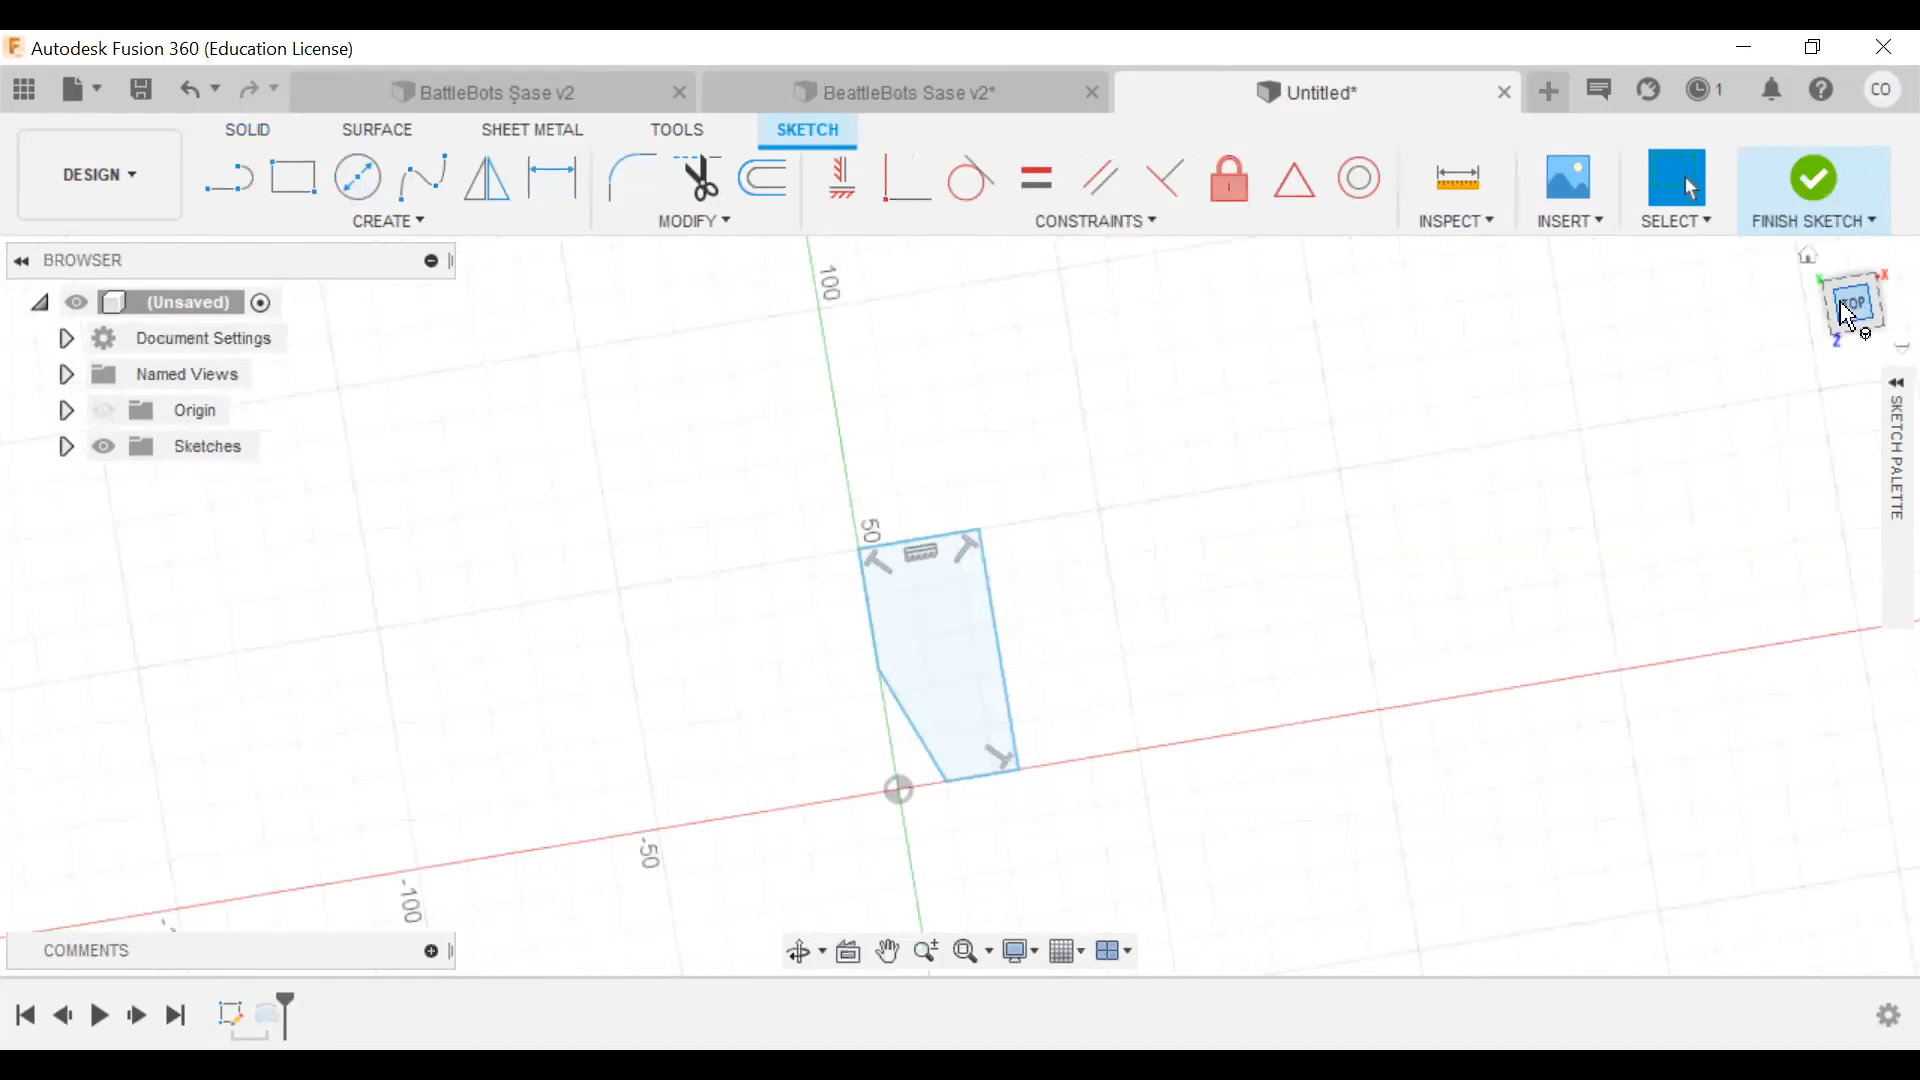 Autodesk Fusion 360 (Education License)
BattleBots Sase v2
BeattleBots Sase v2*
Untitled*
1
CO
SOLID
SURFACE
SHEET METAL
TOOLS
SKETCH
DESIGN
CREATE
MODIFY
CONSTRAINTS
INSPECT
INSERT
SELECT
FINISH SKETCH
BROWSER
(Unsaved)
Document Settings
Named Views
Origin
Sketches
100
50
-50
-100
X
TOP
Z
SKETCH PALETTE
COMMENTS